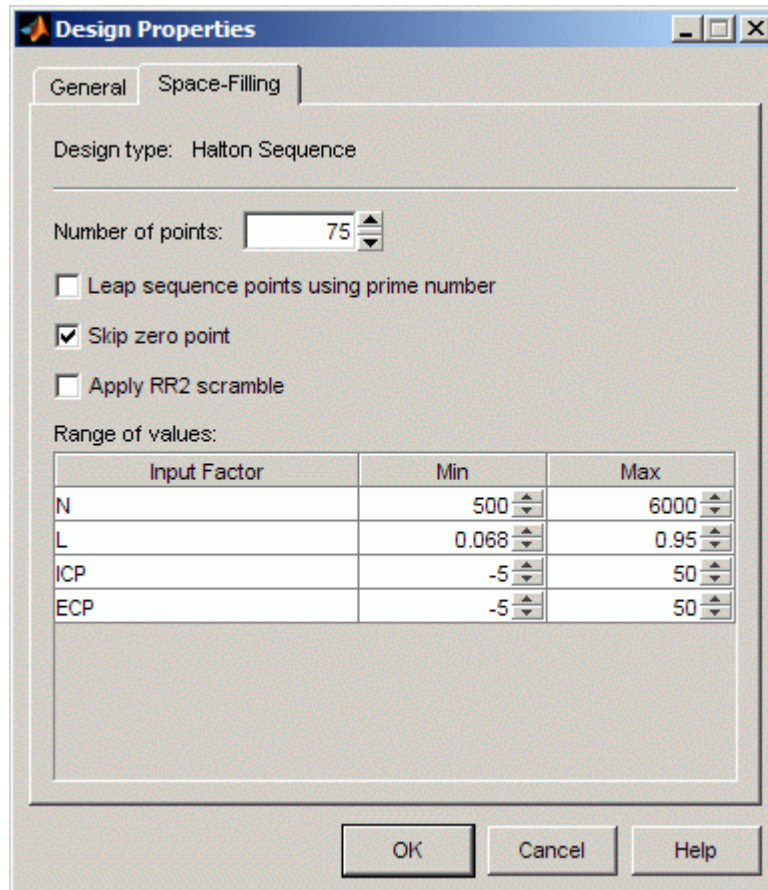 Design Properties
General Space-Filling
Design type: Halton Sequence
Number of points: 75
Leap sequence points using prime number
Skip zero point
Apply RR2 scramble
Range of values:
Input Factor Min Max
N 500 6000
L 0.068 0.95
ICP -5 50
ECP -5 50
OK Cancel Help